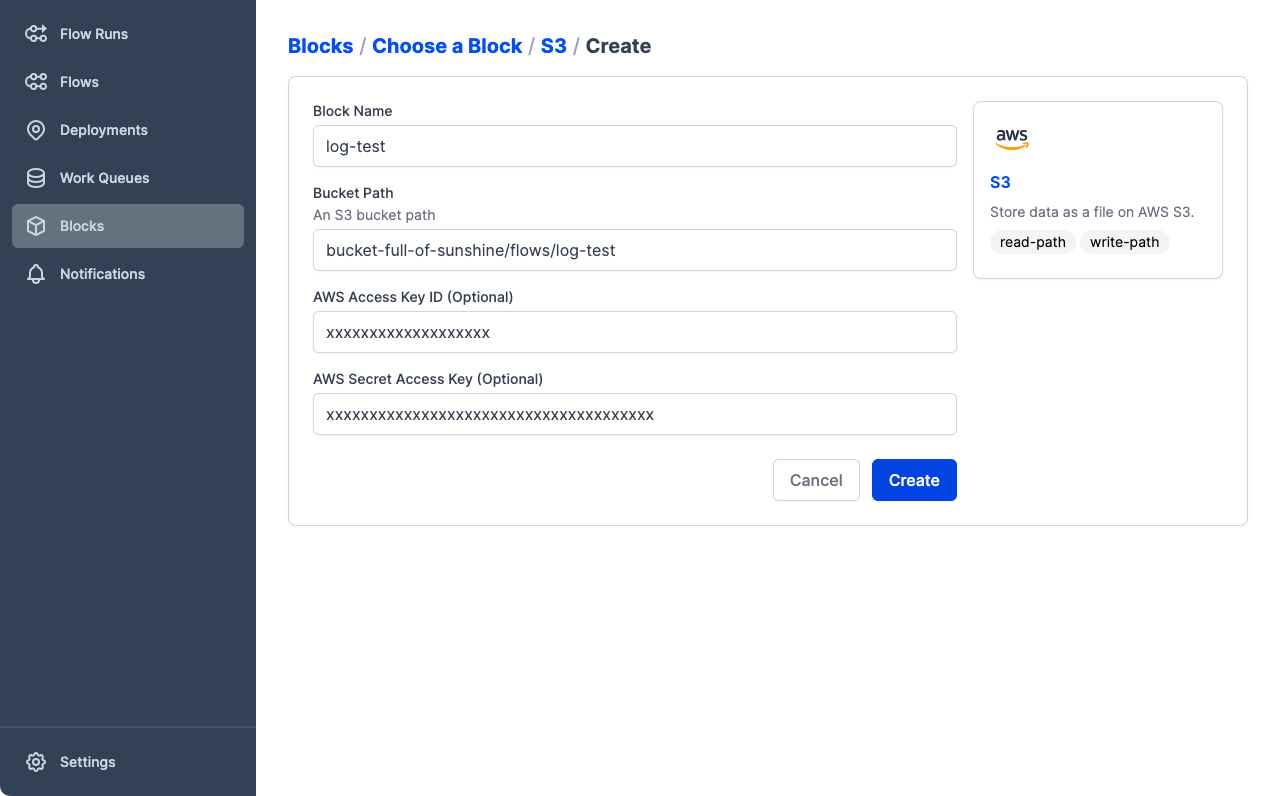 Flow Runs
Flows
Deployments
Work Queues
Blocks
Notifications
Settings
Blocks / Choose a Block / S3 / Create
Block Name
log-test
Bucket Path
An S3 bucket path
bucket-full-of-sunshine/flows/log-test
AWS Access Key ID (Optional)
xxxxxxxxxxxxxxxxxxx
AWS Secret Access Key (Optional)
xxxxxxxxxxxxxxxxxxxxxxxxxxxxxxxxxxxxxx
Cancel Create
aws
S3
Store data as a file on AWS S3.
read-path write-path